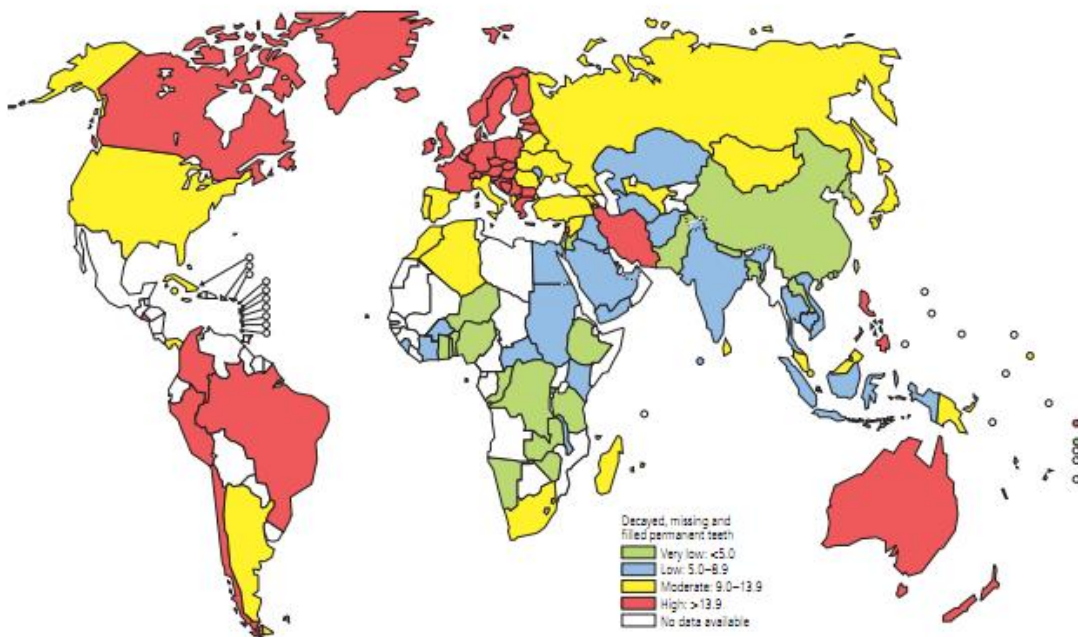 Decayed, missing and
filled permanent teeth
Very low: <5.0
Low: 5.0–8.9
Moderate: 9.0–13.9
High: >13.9
No data available